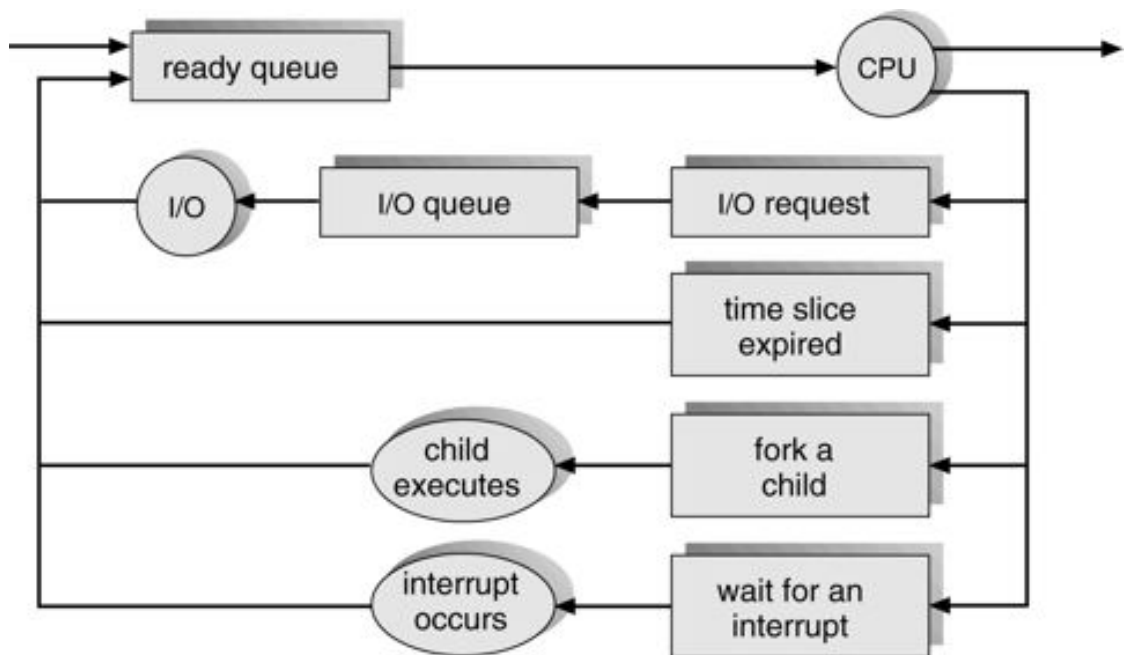 ready queue
CPU
I/O
I/O queue
I/O request
time slice
expired
child
executes
fork a
child
interrupt
occurs
wait for an
interrupt